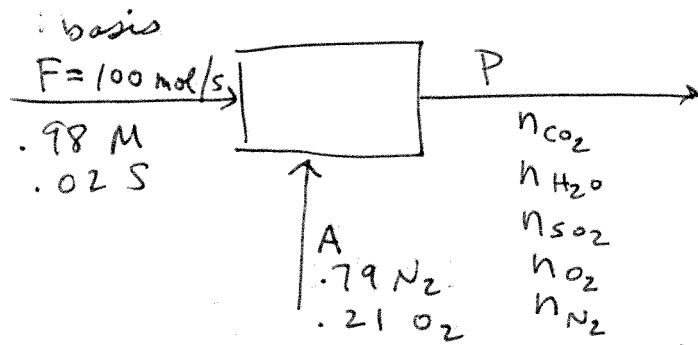 basis
F = 100 mol/s
.98 M
.02 S
A
.79 N₂
.21 O₂
P
n_CO₂
n_H₂O
n_SO₂
n_O₂
n_N₂